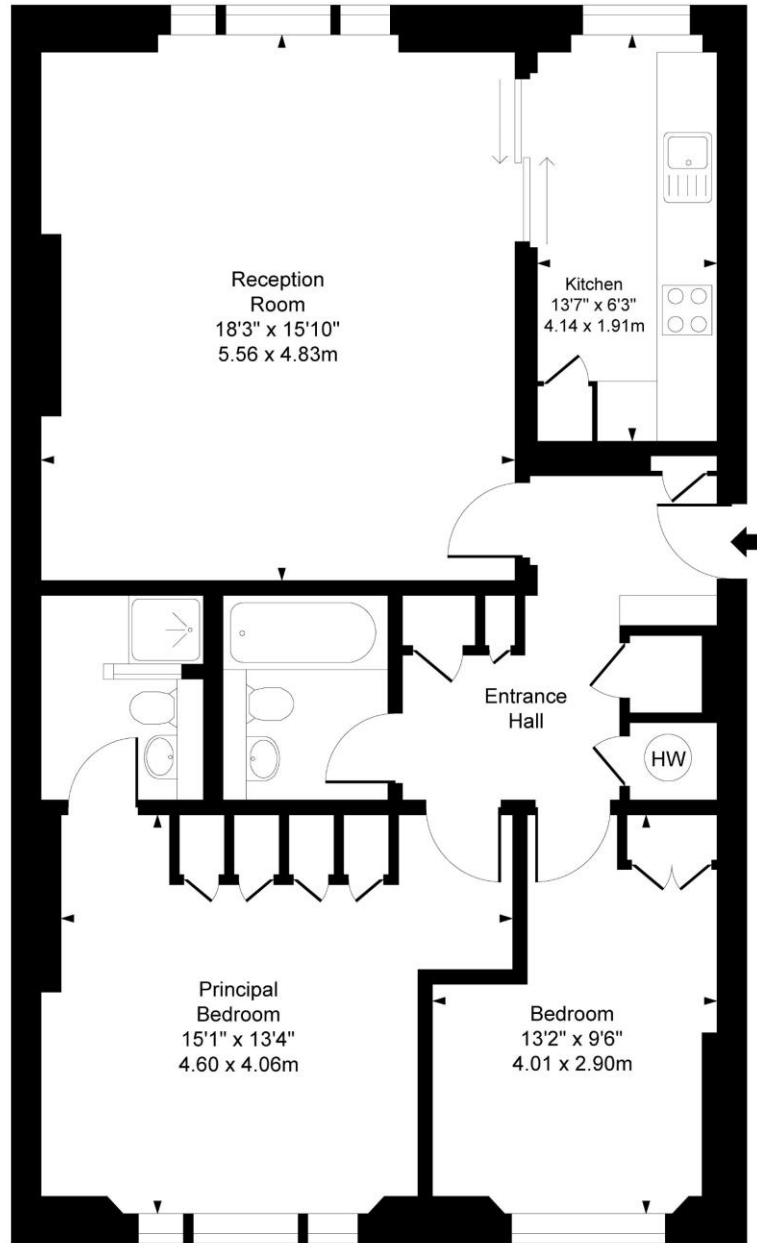 Reception
Room
18'3" x 15'10"
5.56 x 4.83m
Kitchen
13'7" x 6'3"
4.14 x 1.91m
Entrance
Hall
HW
Principal
Bedroom
15'1" x 13'4"
4.60 x 4.06m
Bedroom
13'2" x 9'6"
4.01 x 2.90m